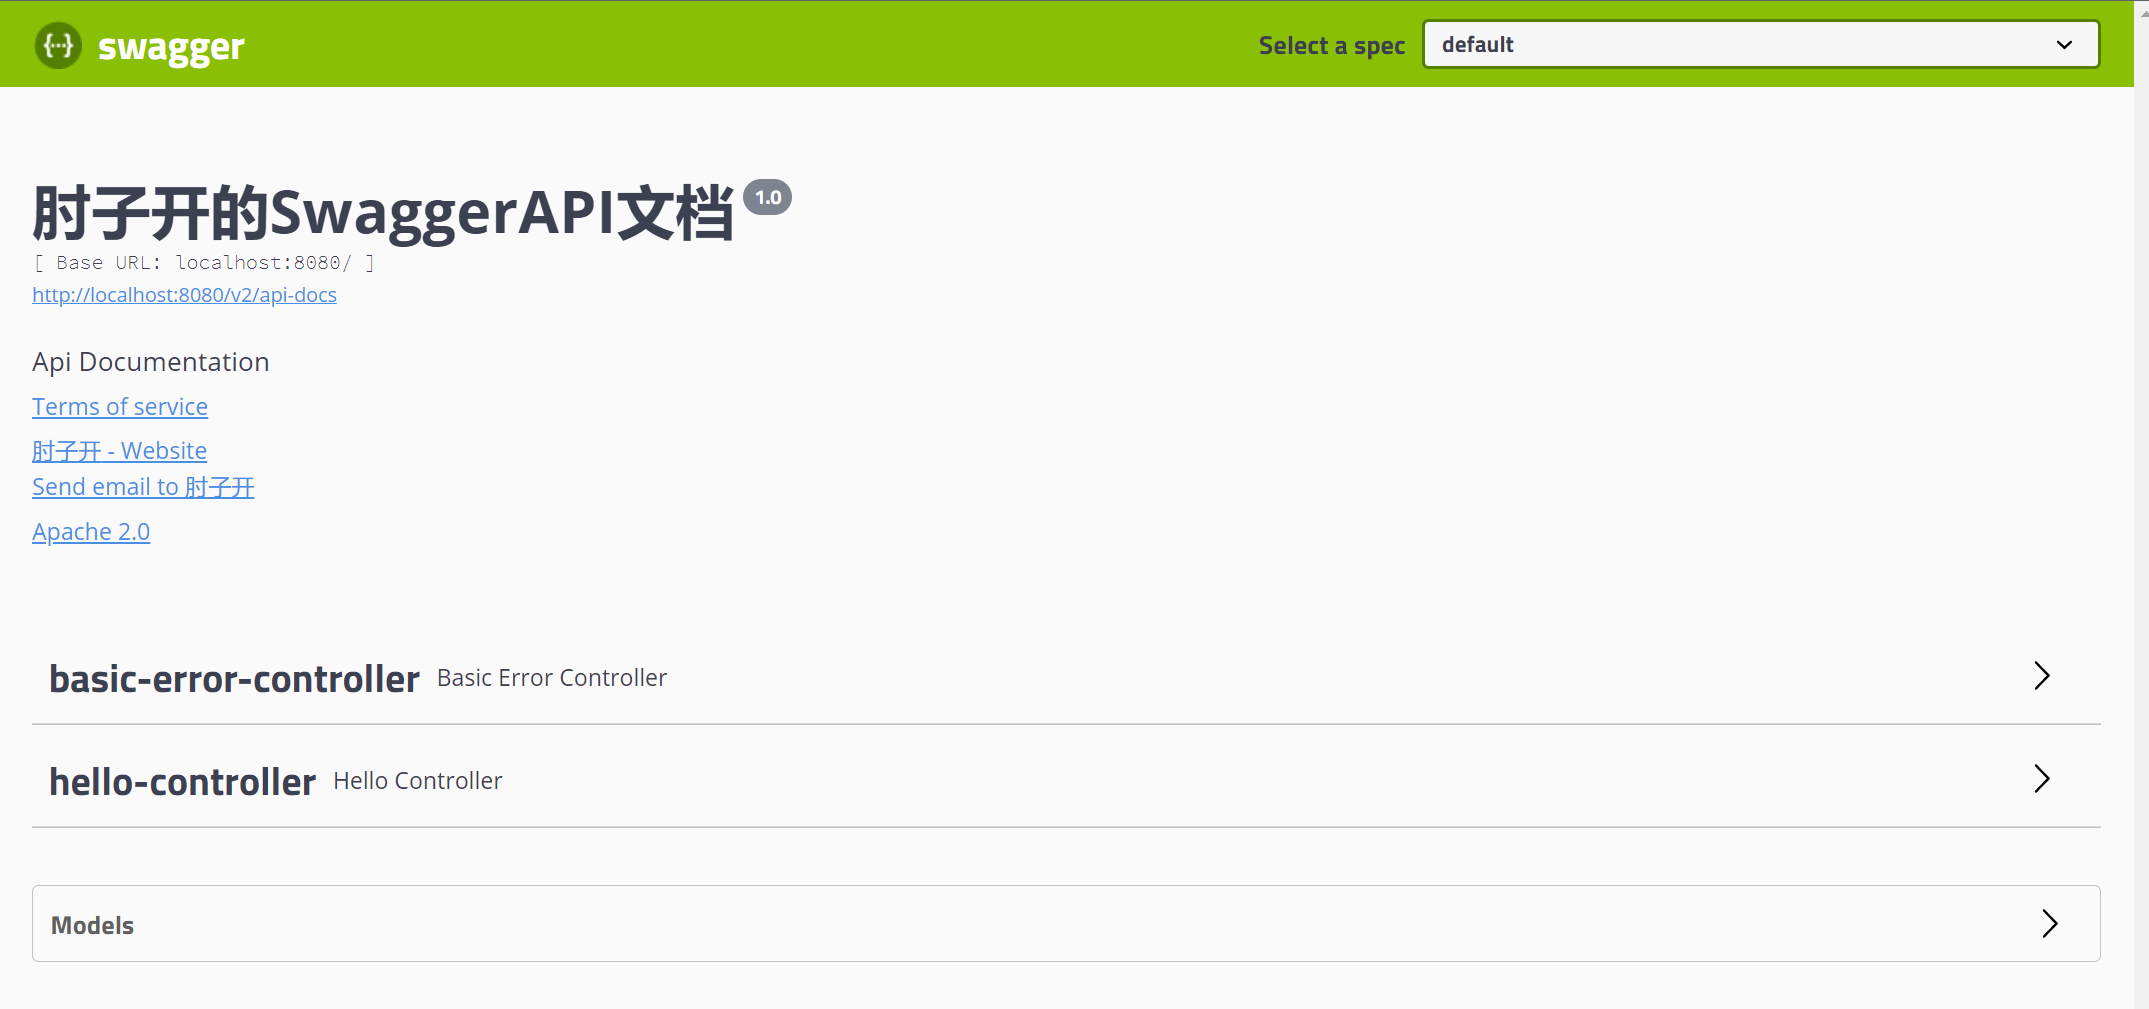 {···} swagger
Select a spec default
肘子开的SwaggerAPI文档 1.0
[ Base URL: localhost:8080/ ]
http://localhost:8080/v2/api-docs
Api Documentation
Terms of service
肘子开 - Website
Send email to 肘子开
Apache 2.0
basic-error-controller Basic Error Controller
hello-controller Hello Controller
Models